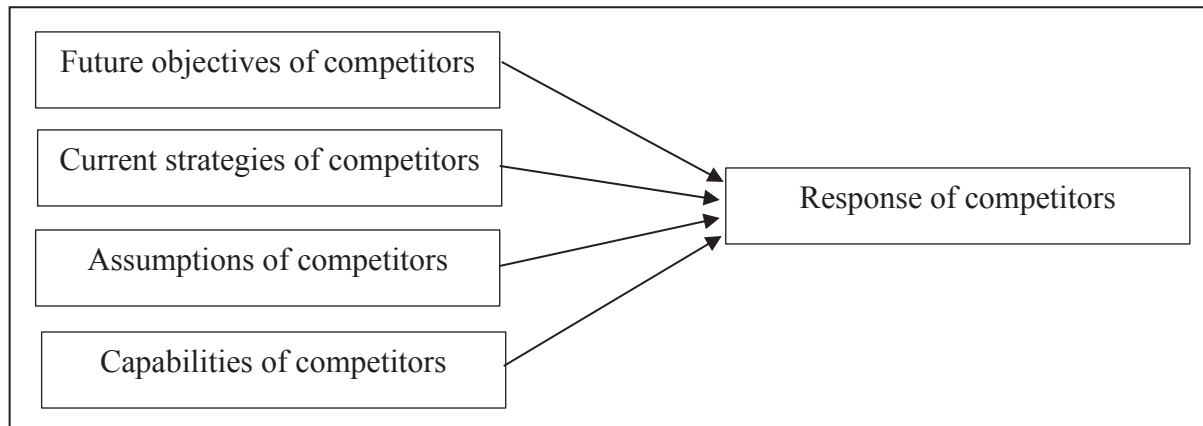 Future objectives of competitors
Current strategies of competitors
Assumptions of competitors
Capabilities of competitors
Response of competitors